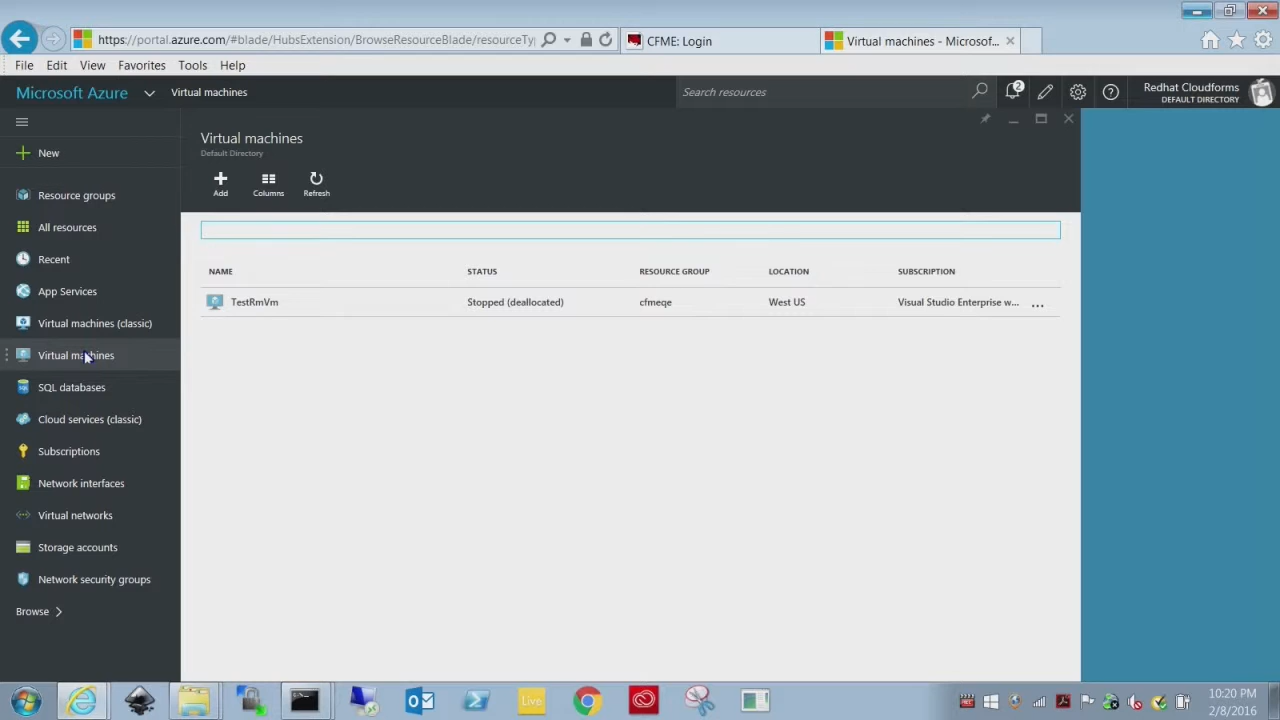 https://portal.azure.com/#blade/HubsExtension/BrowseResourceBlade/resourceTy
CFME: Login
Virtual machines - Microsof...
File Edit View Favorites Tools Help
Microsoft Azure
Virtual machines
Search resources
2
Redhat Cloudforms
DEFAULT DIRECTORY
New
Resource groups
All resources
Recent
App Services
Virtual machines (classic)
Virtual machines
SQL databases
Cloud services (classic)
Subscriptions
Network interfaces
Virtual networks
Storage accounts
Network security groups
Browse
Virtual machines
Default Directory
Add Columns Refresh
NAME STATUS RESOURCE GROUP LOCATION SUBSCRIPTION
TestRmVm Stopped (deallocated) cfmeqe West US Visual Studio Enterprise w... ...
Live
10:20 PM
2/8/2016